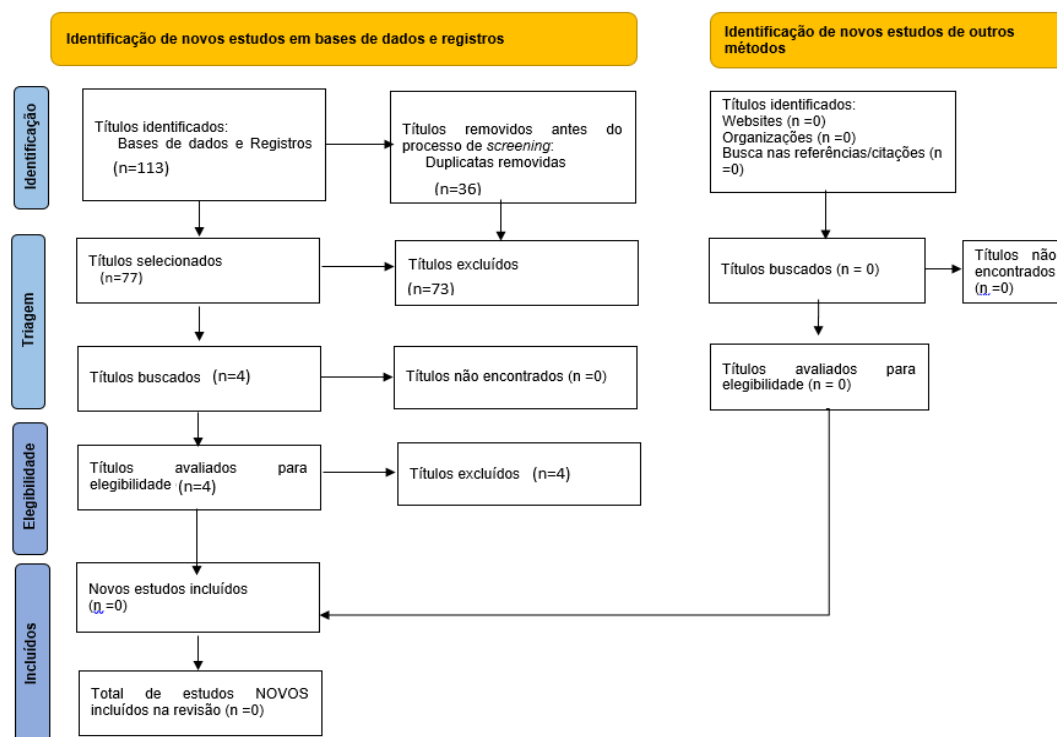 Identificação de novos estudos em bases de dados e registros
Identificação de novos estudos de outros
métodos
Identificação
Títulos identificados:
Bases de dados e Registros
(n=113)
Títulos removidos antes do
processo de screening:
Duplicatas removidas
(n=36)
Títulos identificados:
Websites (n =0)
Organizações (n =0)
Busca nas referências/citações (n
=0)
Triagem
Títulos selecionados
(n=77)
Títulos excluídos
(n=73)
Títulos buscados (n = 0)
Títulos não
encontrados
(n =0)
Títulos buscados (n=4)
Títulos não encontrados (n =0)
Títulos avaliados para
elegibilidade (n = 0)
Elegibilidade
Títulos avaliados para
elegibilidade (n=4)
Títulos excluídos (n=4)
Incluídos
Novos estudos incluídos
(n =0)
Total de estudos NOVOS
incluídos na revisão (n =0)